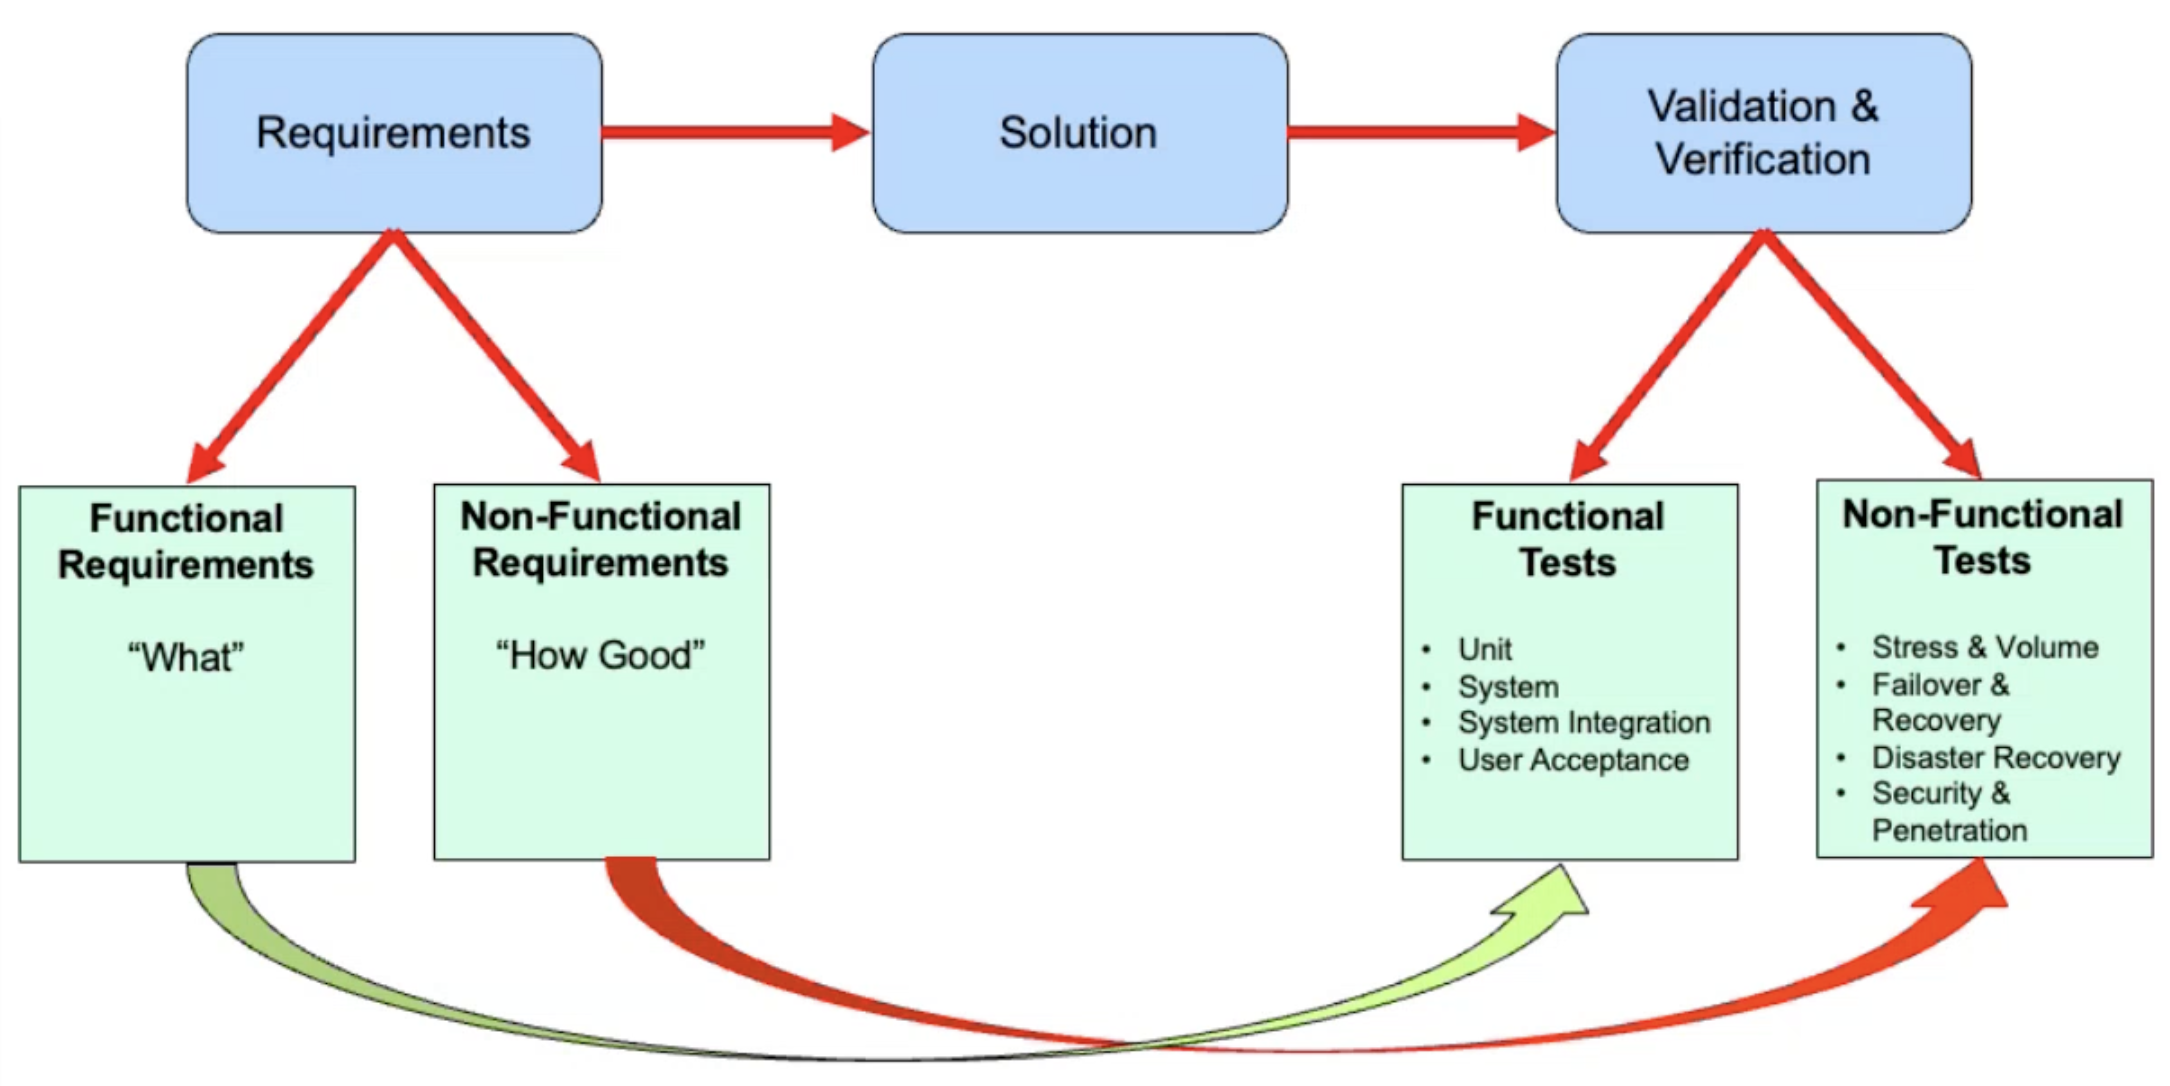 Requirements
Solution
Validation &
Verification
Functional
Requirements
“What”
Non-Functional
Requirements
“How Good”
Functional
Tests
• Unit
• System
• System Integration
• User Acceptance
Non-Functional
Tests
• Stress & Volume
• Failover &
Recovery
• Disaster Recovery
• Security &
Penetration